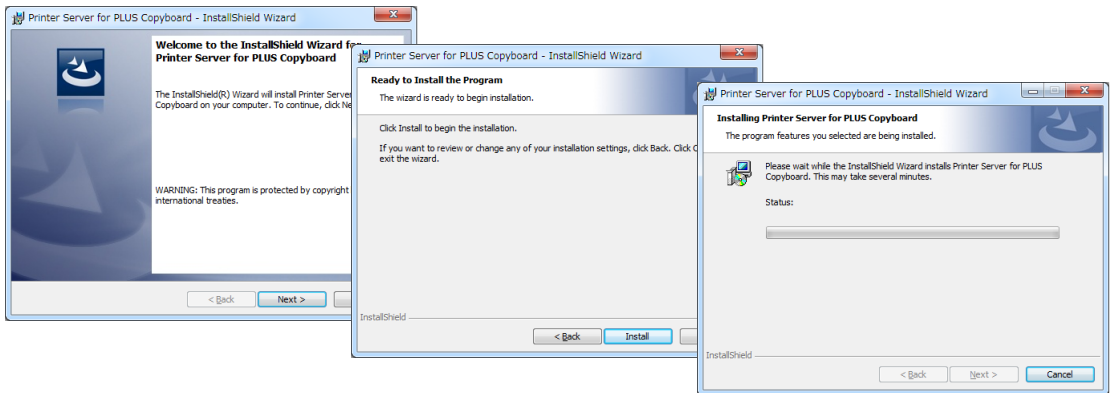 Printer Server for PLUS Copyboard - InstallShield Wizard
Welcome to the InstallShield Wizard for
Printer Server for PLUS Copyboard
The InstallShield(R) Wizard will install Printer Server
Copyboard on your computer. To continue, click Ne
WARNING: This program is protected by copyright
international treaties.
< Back
Next >
Printer Server for PLUS Copyboard - InstallShield Wizard
Ready to Install the Program
The wizard is ready to begin installation.
Click Install to begin the installation.
If you want to review or change any of your installation settings, click Back. Click C
exit the wizard.
InstallShield
< Back
Install
Printer Server for PLUS Copyboard - InstallShield Wizard
Installing Printer Server for PLUS Copyboard
The program features you selected are being installed.
Please wait while the InstallShield Wizard installs Printer Server for PLUS
Copyboard. This may take several minutes.
Status:
InstallShield
< Back
Next >
Cancel